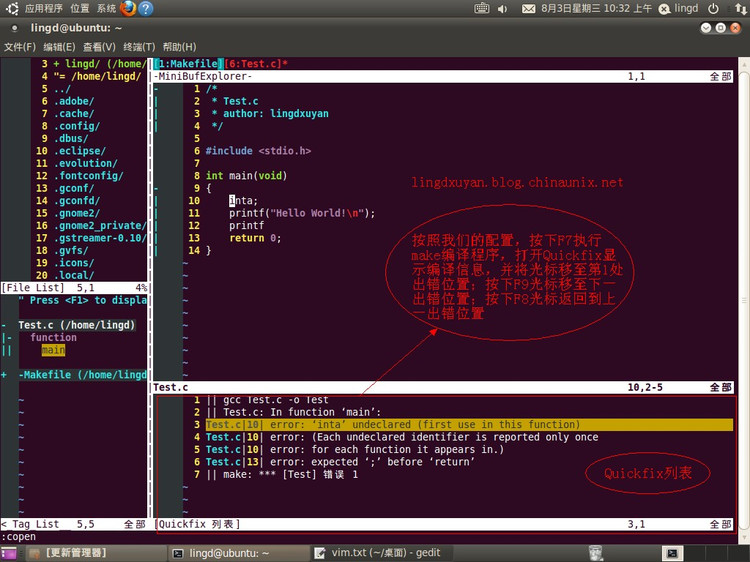 应用程序 位置 系统 8月3日星期三 10:32 上午 lingd
lingd@ubuntu: ~
文件(F) 编辑(E) 查看(V) 终端(T) 帮助(H)
3 + lingd/ (/home/
4 "= /home/lingd/
5 ../
6 .adobe/
7 .cache/
8 .config/
9 .dbus/
10 .eclipse/
11 .evolution/
12 .fontconfig/
13 .gconf/
14 .gconfd/
15 .gnome2/
16 .gnome2_private/
17 .gstreamer-0.10/
18 .gvfs/
19 .icons/
20 .local/
[File List] 5,1 4%
" Press <F1> to displa
- Test.c (/home/lingd)
|- function
|| main
+ -Makefile (/home/lingd
~
~
~
~
~
~
~
~
~
< Tag_List 5,5 全部
[1:Makefile][6:Test.c]*
-MiniBufExplorer- 1,1 全部
- 1 /*
| 2 * Test.c
| 3 * author: lingdxuyan
| 4 */
5
6 #include <stdio.h>
7
8 int main(void)
- 9 {
| 10 inta;
| 11 printf("Hello World!\n");
| 12 printf
| 13 return 0;
| 14 }
~
~
~
~
~
~
~
~
~
lingdxuyan.blog.chinaunix.net
按照我们的配置，按下F7执行
make编译程序，打开Quickfix显
示编译信息，并将光标移至第1处
出错位置；按下F9光标移至下一
出错位置；按下F8光标返回到上
一出错位置
Test.c 10,2-5 全部
1 || gcc Test.c -o Test
2 || Test.c: In function ‘main’:
3 Test.c|10| error: ‘inta’ undeclared (first use in this function)
4 Test.c|10| error: (Each undeclared identifier is reported only once
5 Test.c|10| error: for each function it appears in.)
6 Test.c|13| error: expected ‘;’ before ‘return’
7 || make: *** [Test] 错误 1
~
~
~
Quickfix列表
[Quickfix 列表] 3,1 全部
:copen
[更新管理器] lingd@ubuntu: ~ vim.txt (~/桌面) - gedit